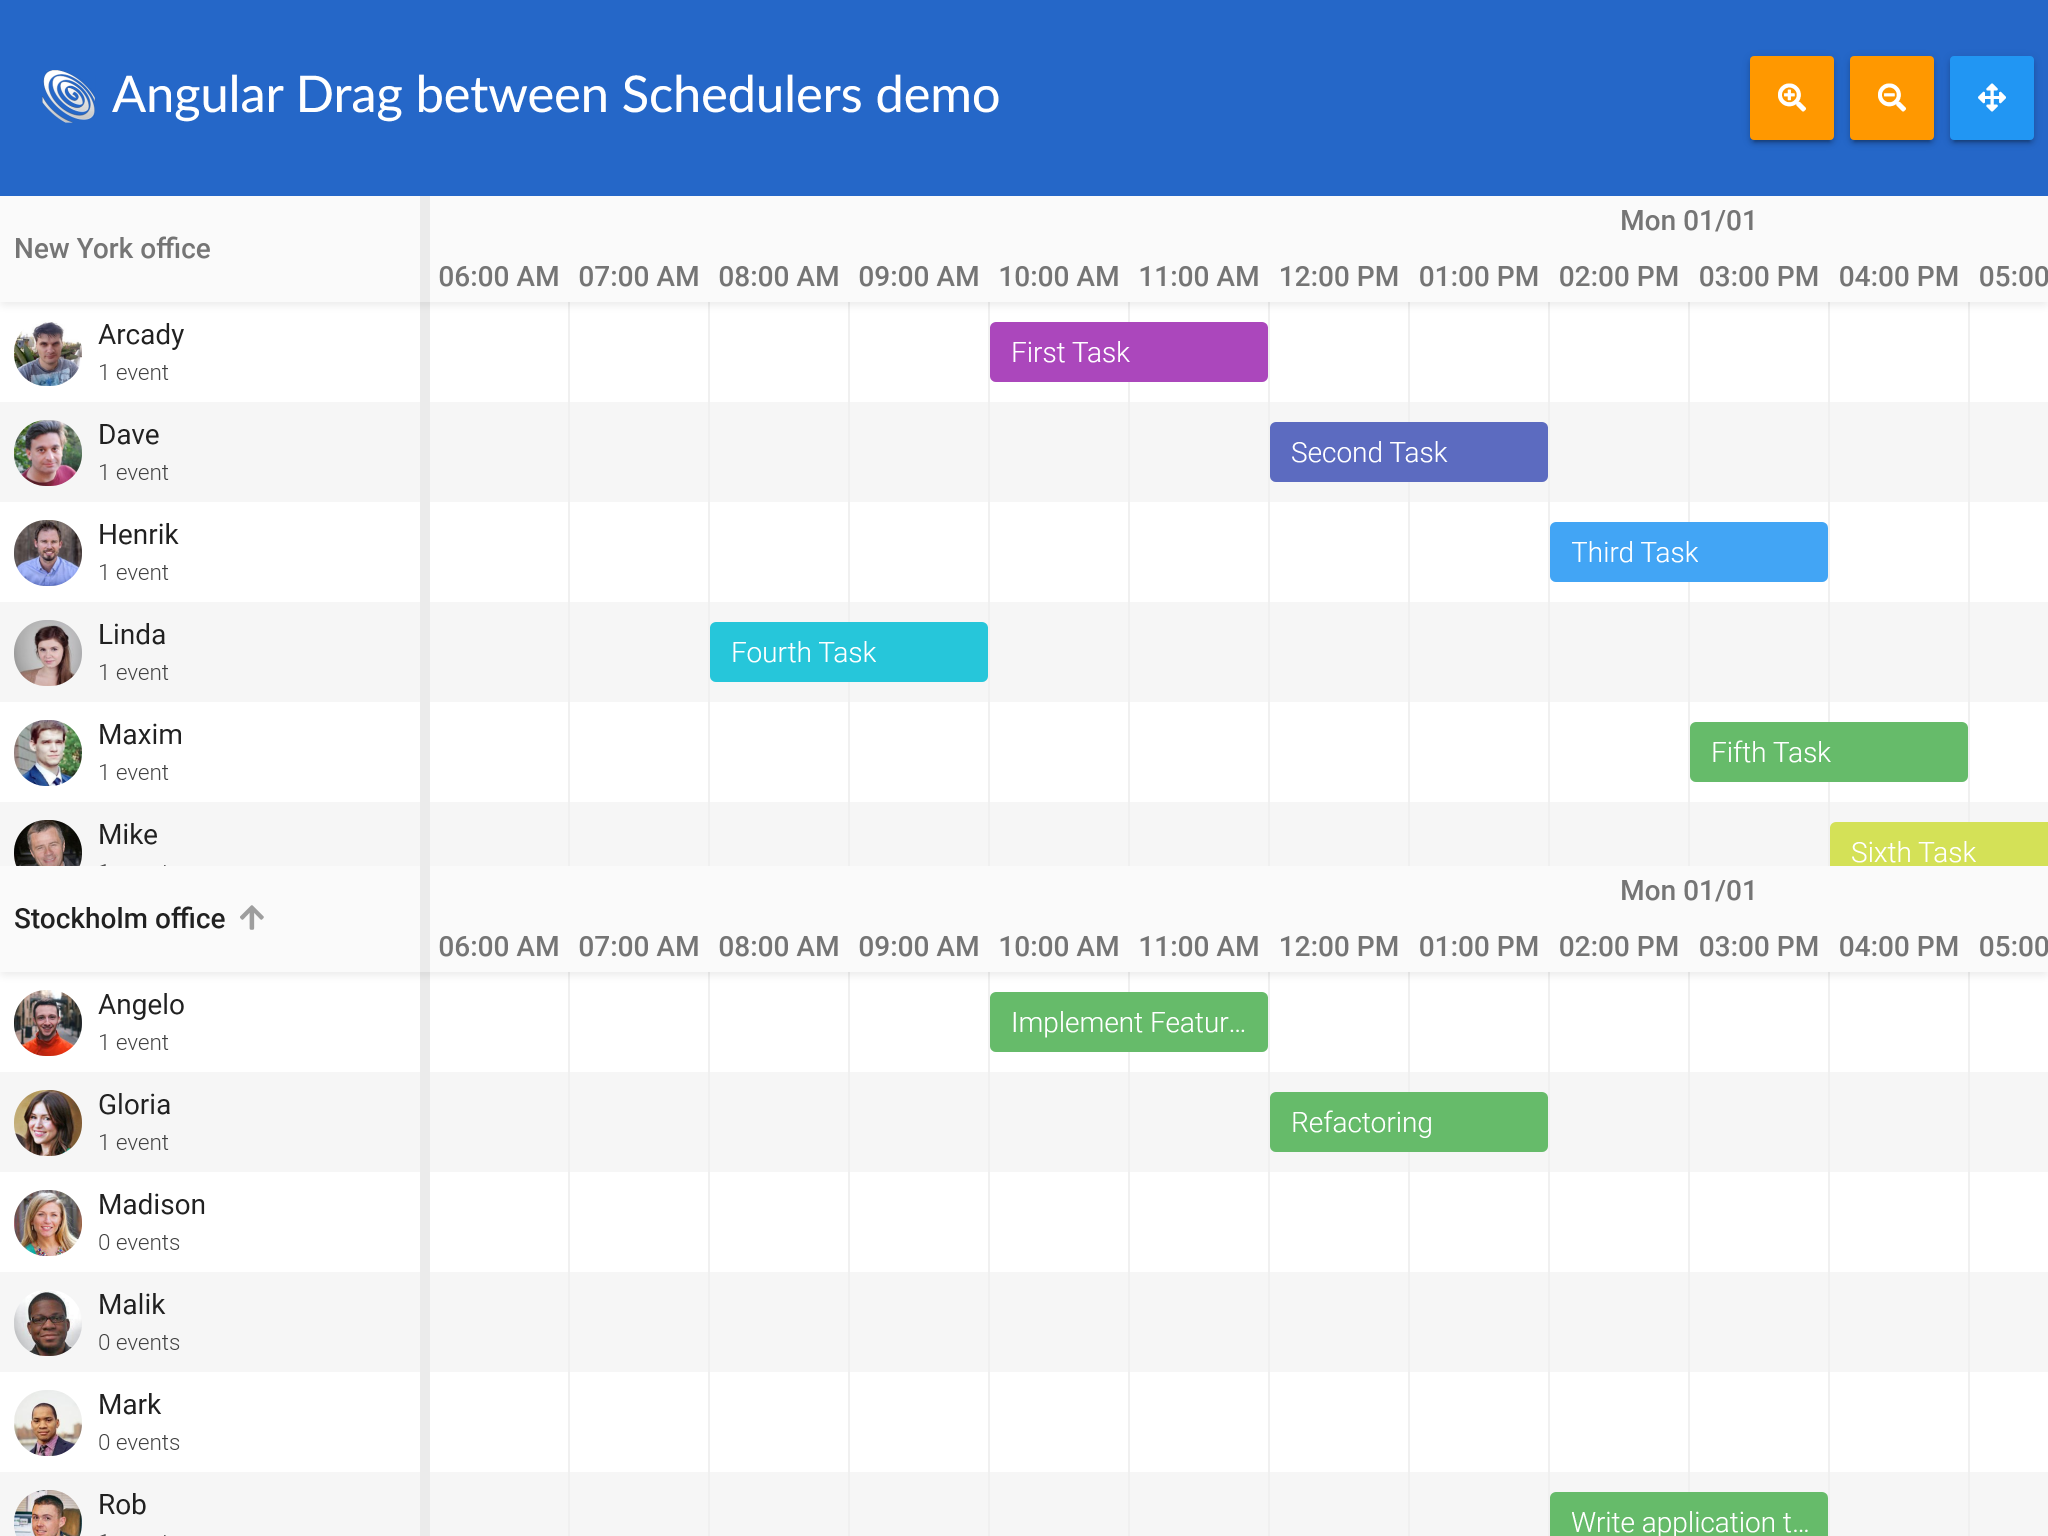 Angular Drag between Schedulers demo
New York office
Mon 01/01
06:00 AM 07:00 AM 08:00 AM 09:00 AM 10:00 AM 11:00 AM 12:00 PM 01:00 PM 02:00 PM 03:00 PM 04:00 PM 05:00
Arcady
1 event
First Task
Dave
1 event
Second Task
Henrik
1 event
Third Task
Linda
1 event
Fourth Task
Maxim
1 event
Fifth Task
Mike
Sixth Task
Stockholm office
Mon 01/01
06:00 AM 07:00 AM 08:00 AM 09:00 AM 10:00 AM 11:00 AM 12:00 PM 01:00 PM 02:00 PM 03:00 PM 04:00 PM 05:00
Angelo
1 event
Implement Featur...
Gloria
1 event
Refactoring
Madison
0 events
Malik
0 events
Mark
0 events
Rob
Write application t...